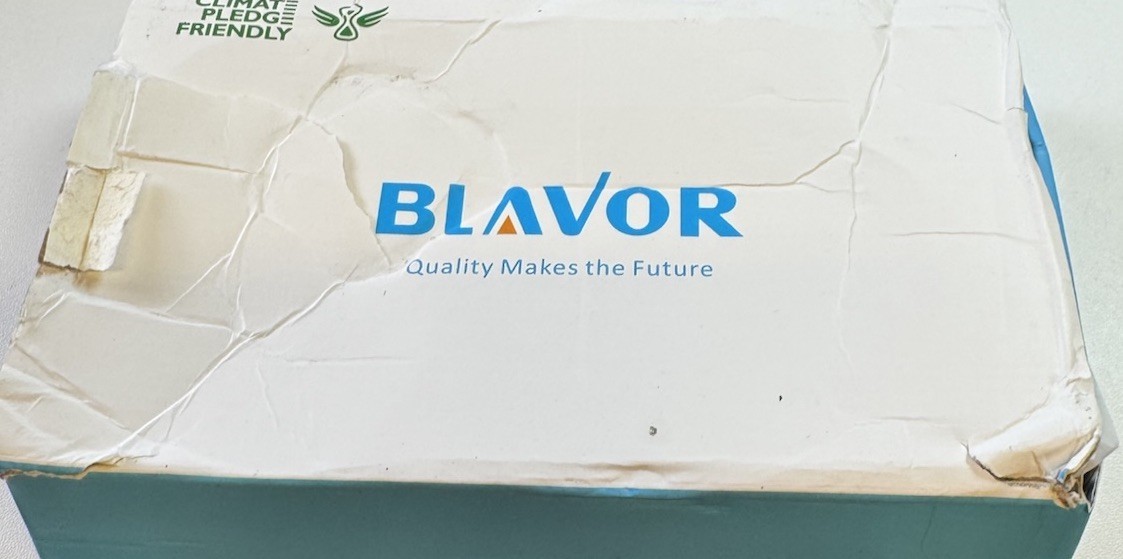 CLIMATE
PLEDGE
FRIENDLY
BLAVOR
Quality Makes the Future